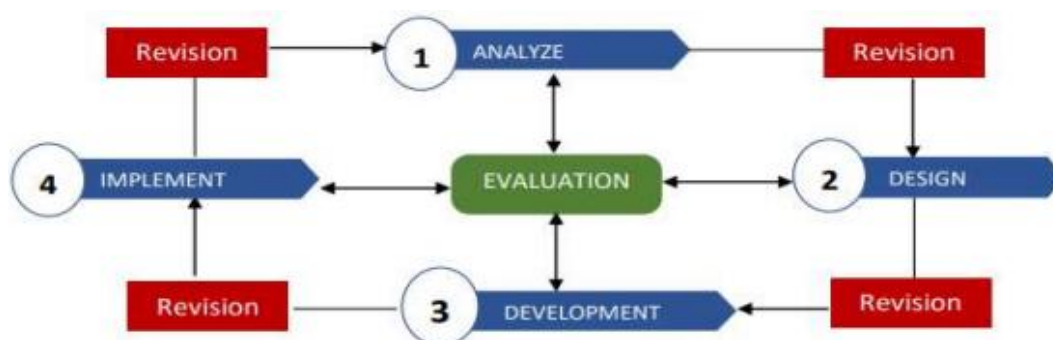 Revision
1
ANALYZE
Revision
4
IMPLEMENT
EVALUATION
2
DESIGN
Revision
3
DEVELOPMENT
Revision